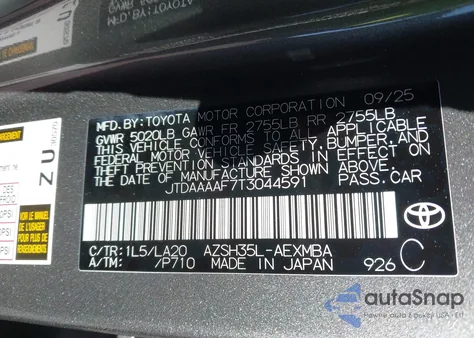 MFD.BY: TOYOTA MOTOR CORPORATION 09/25
GVWR 5020LB GAWR FR 2755LB RR 2755LB
THIS VEHICLE CONFORMS TO ALL APPLICABLE
FEDERAL MOTOR VEHICLE SAFETY, BUMPER, AND
THEFT PREVENTION STANDARDS IN EFFECT ON
THE DATE OF MANUFACTURE SHOWN ABOVE.
JTDAAAAF7T3044591 PASS.CAR
C/TR: 1L5/LA20 AZSH35L-AEXMBA
A/TM: /P710 MADE IN JAPAN 926 C
TOYOTA
autoSnap